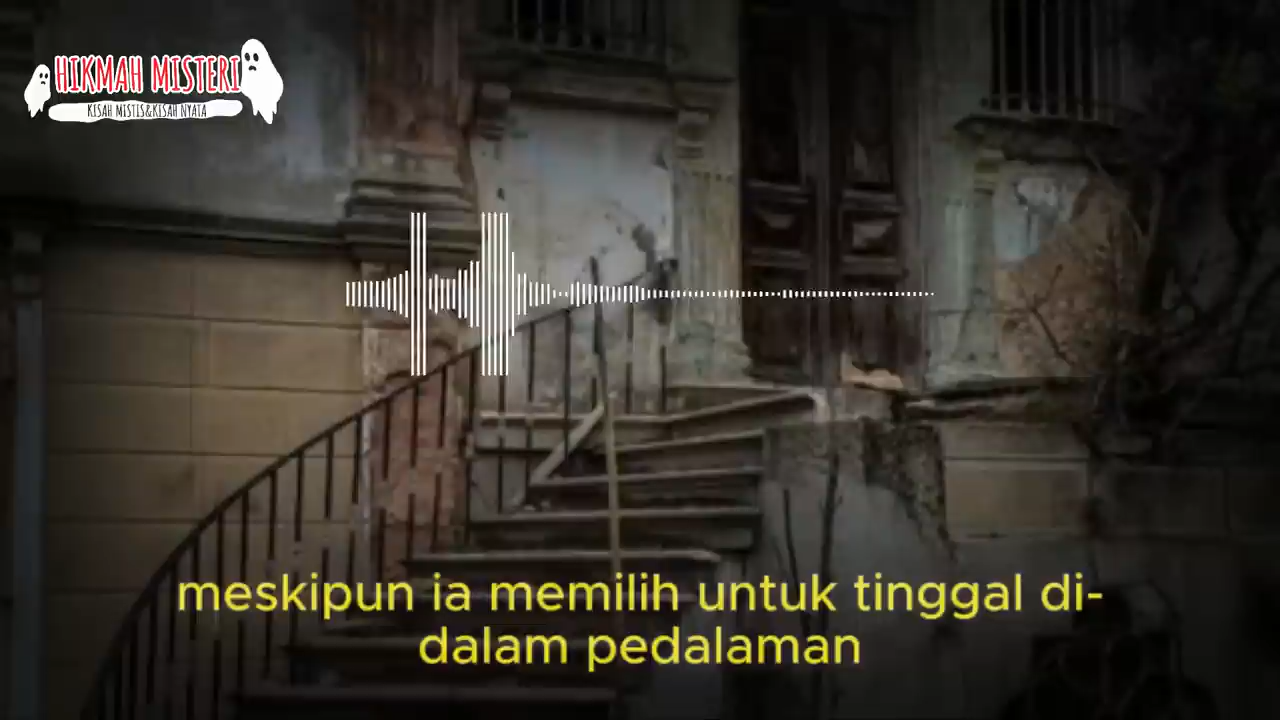 HIKMAH MISTERI
KISAH MISTIS&KISAH NYATA
meskipun ia memilih untuk tinggal di-
dalam pedalaman